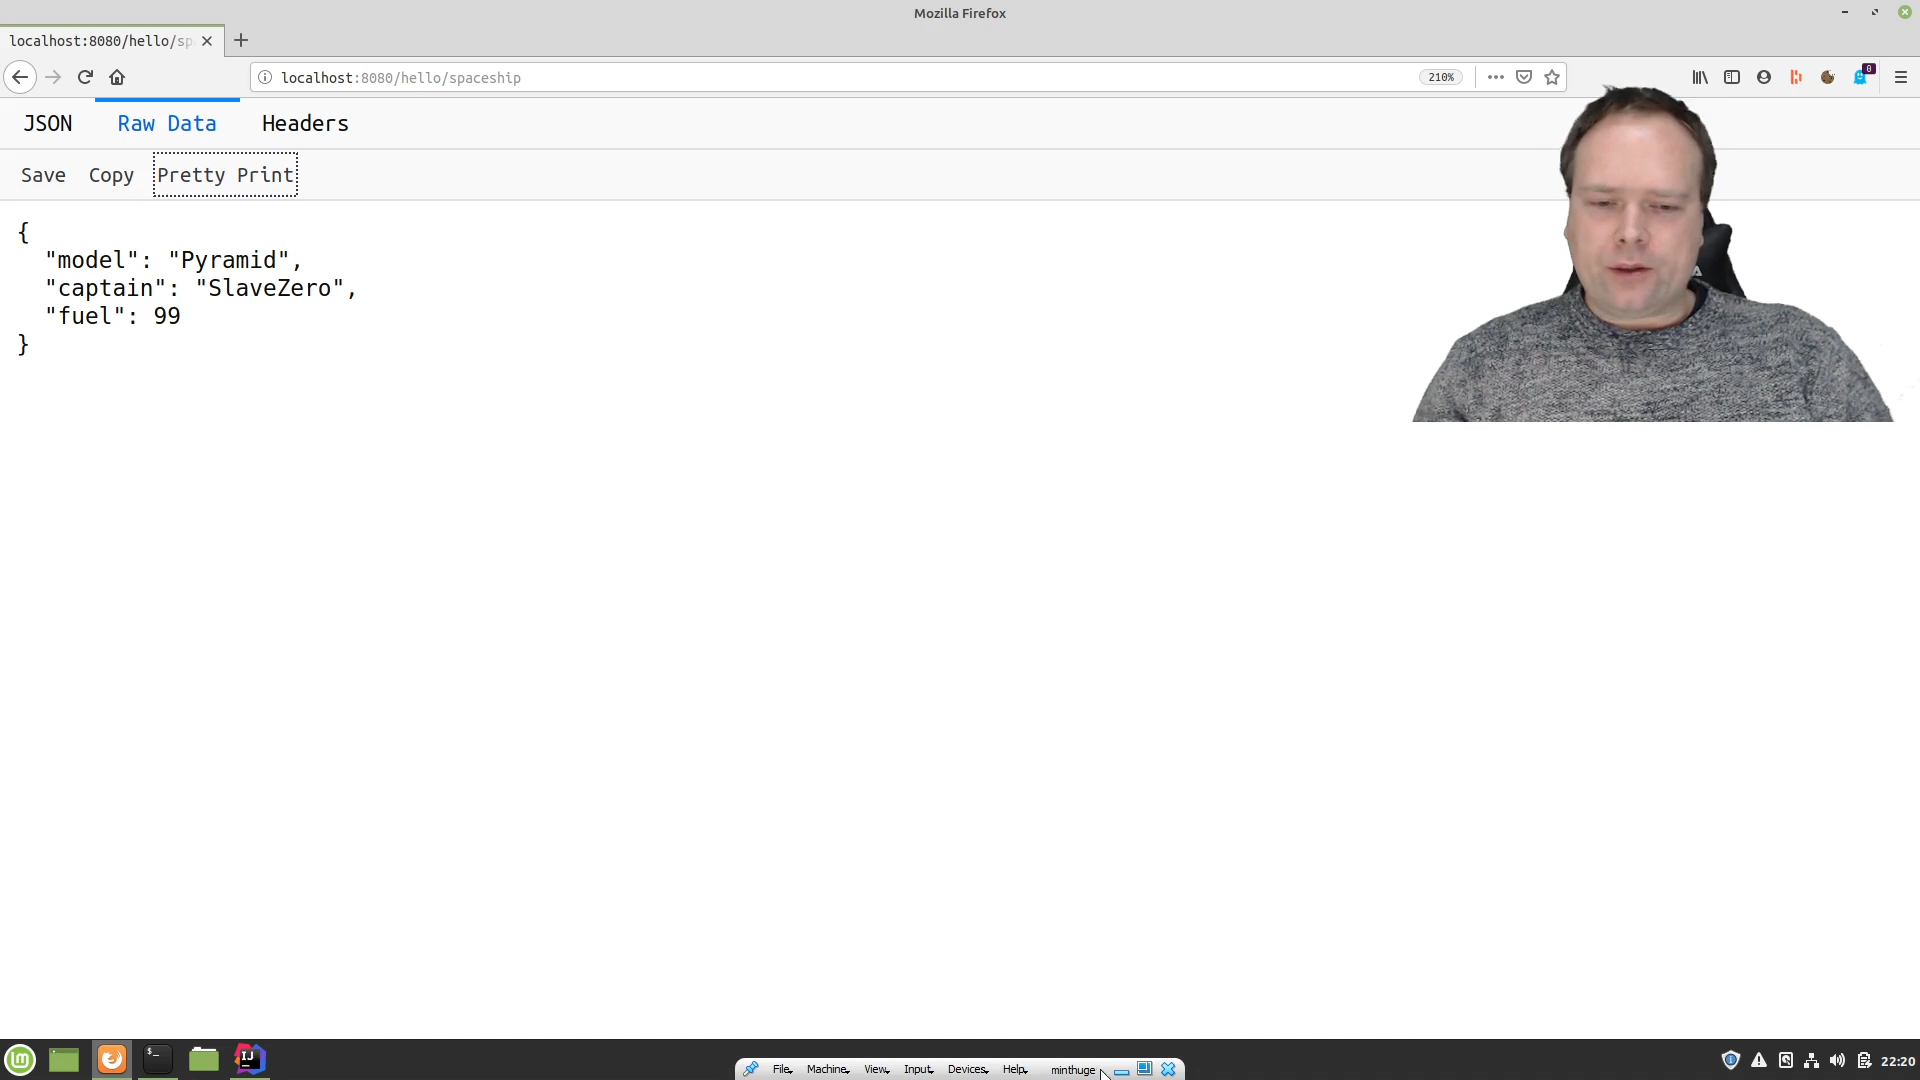 Mozilla Firefox
localhost:8080/hello/sp
localhost:8080/hello/spaceship
210%
0
JSON
Raw Data
Headers
Save
Copy
Pretty Print
{
"model": "Pyramid",
"captain": "SlaveZero",
"fuel": 99
}
File
Machine
View
Input
Devices
Help
minthuge
22:20